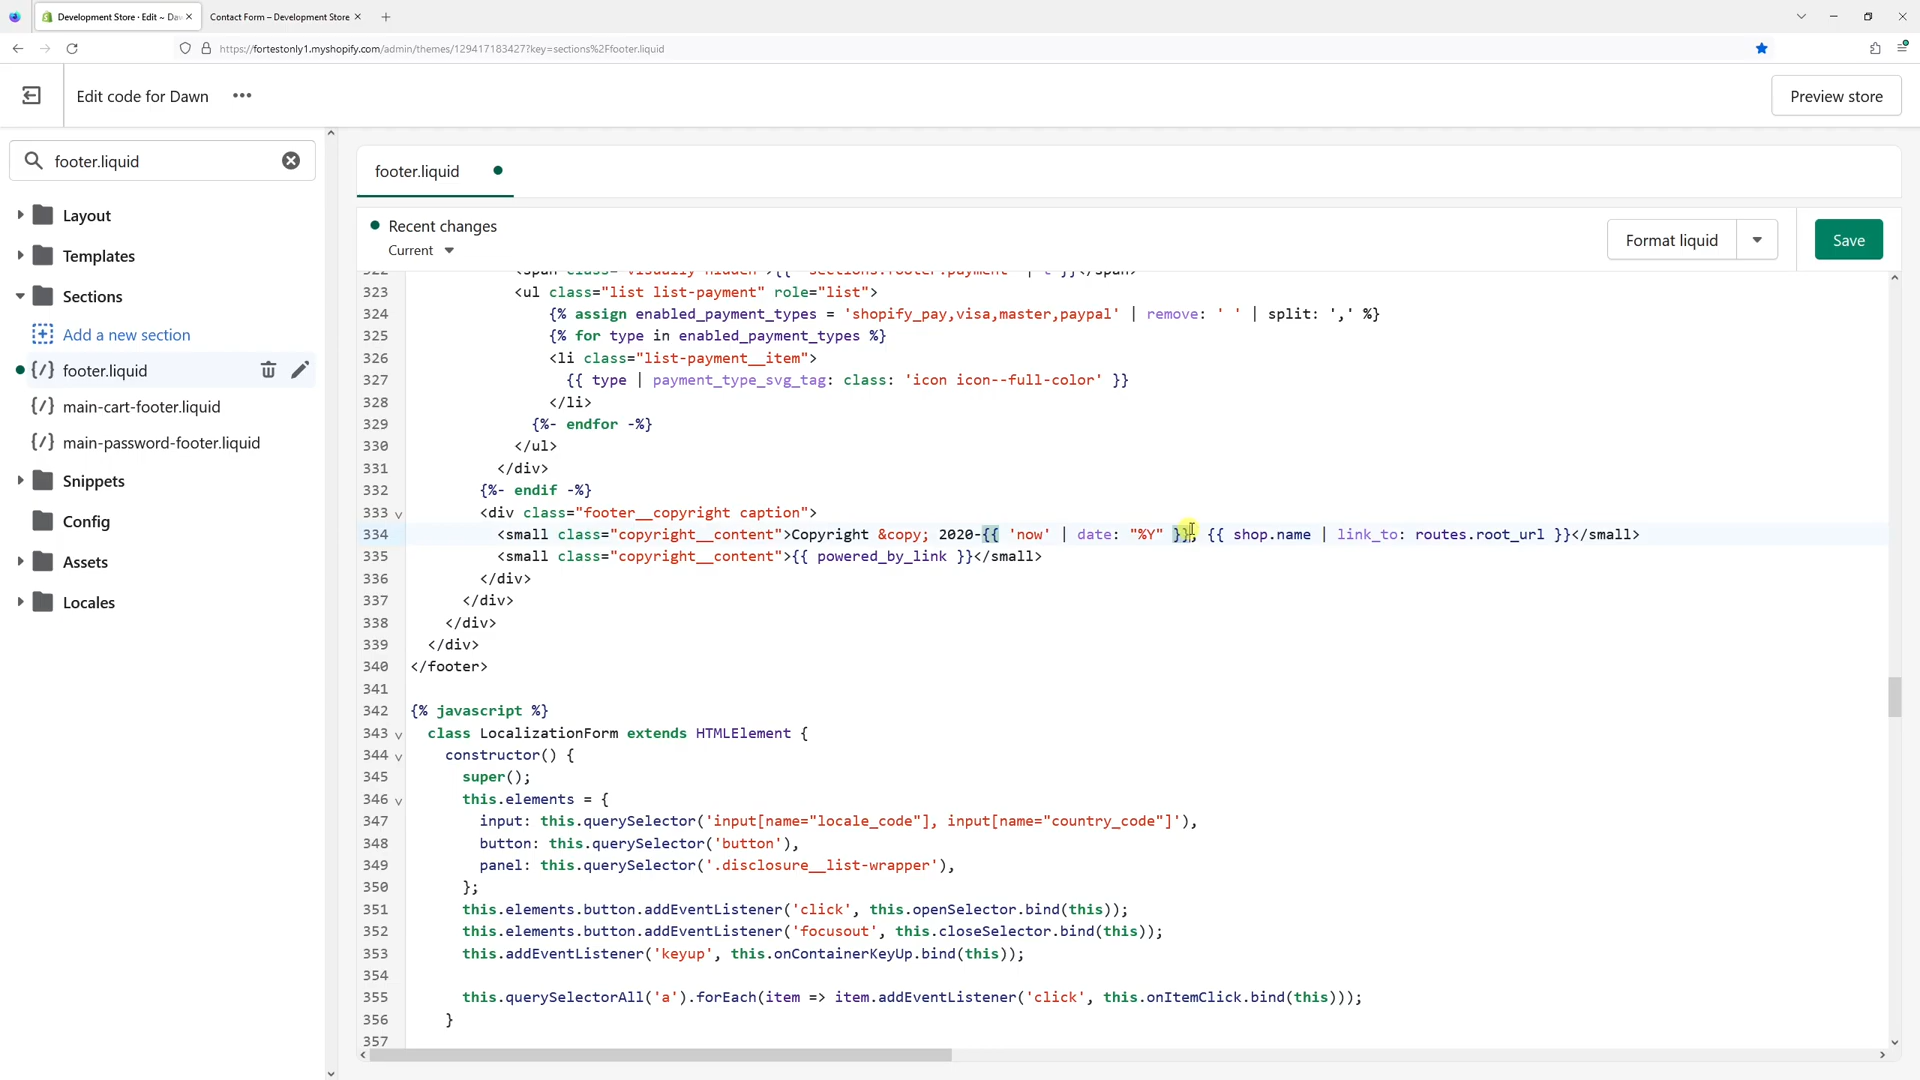 Development Store · Edit ~ Da
Contact Form – Development Store
https://fortestonly1.myshopify.com/admin/themes/129417183427?key=sections%2Ffooter.liquid
Edit code for Dawn
Preview store
footer.liquid
Layout
Templates
Sections
Add a new section
footer.liquid
main-cart-footer.liquid
main-password-footer.liquid
Snippets
Config
Assets
Locales
footer.liquid
Recent changes
Current
Format liquid
Save
322 <span class="visually-hidden">{{ 'sections.footer.payment' | t }}</span>
323 <ul class="list list-payment" role="list">
324 {% assign enabled_payment_types = 'shopify_pay,visa,master,paypal' | remove: ' ' | split: ',' %}
325 {% for type in enabled_payment_types %}
326 <li class="list-payment__item">
327 {{ type | payment_type_svg_tag: class: 'icon icon--full-color' }}
328 </li>
329 {%- endfor -%}
330 </ul>
331 </div>
332 {%- endif -%}
333 <div class="footer__copyright caption">
334 <small class="copyright__content">Copyright &copy; 2020-{{ 'now' | date: "%Y" }}, {{ shop.name | link_to: routes.root_url }}</small>
335 <small class="copyright__content">{{ powered_by_link }}</small>
336 </div>
337 </div>
338 </div>
339 </div>
340 </footer>
341
342 {% javascript %}
343 class LocalizationForm extends HTMLElement {
344 constructor() {
345 super();
346 this.elements = {
347 input: this.querySelector('input[name="locale_code"], input[name="country_code"]'),
348 button: this.querySelector('button'),
349 panel: this.querySelector('.disclosure__list-wrapper'),
350 };
351 this.elements.button.addEventListener('click', this.openSelector.bind(this));
352 this.elements.button.addEventListener('focusout', this.closeSelector.bind(this));
353 this.addEventListener('keyup', this.onContainerKeyUp.bind(this));
354
355 this.querySelectorAll('a').forEach(item => item.addEventListener('click', this.onItemClick.bind(this)));
356 }
357